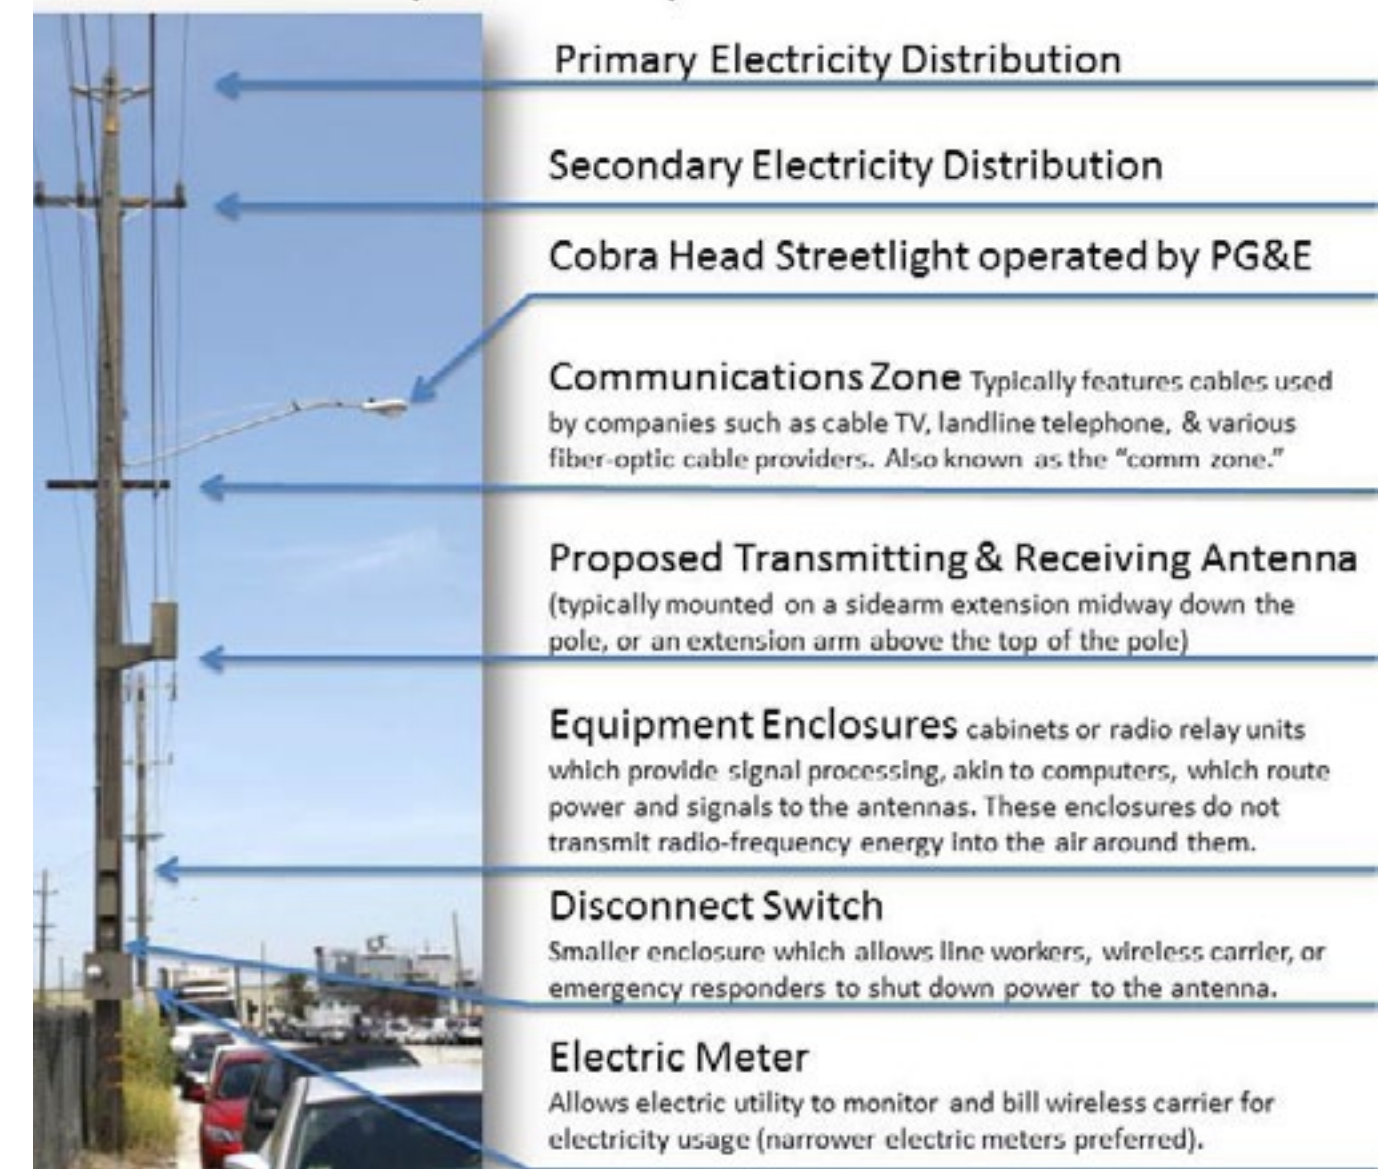 Primary Electricity Distribution
Secondary Electricity Distribution
Cobra Head Streetlight operated by PG&E
Communications Zone Typically features cables used
by companies such as cable TV, landline telephone, & various
fiber-optic cable providers. Also known as the "comm zone."
Proposed Transmitting & Receiving Antenna
(typically mounted on a sidearm extension midway down the
pole, or an extension arm above the top of the pole)
Equipment Enclosures cabinets or radio relay units
which provide signal processing, akin to computers, which route
power and signals to the antennas. These enclosures do not
transmit radio-frequency energy into the air around them.
Disconnect Switch
Smaller enclosure which allows line workers, wireless carrier, or
emergency responders to shut down power to the antenna.
Electric Meter
Allows electric utility to monitor and bill wireless carrier for
electricity usage (narrower electric meters preferred).